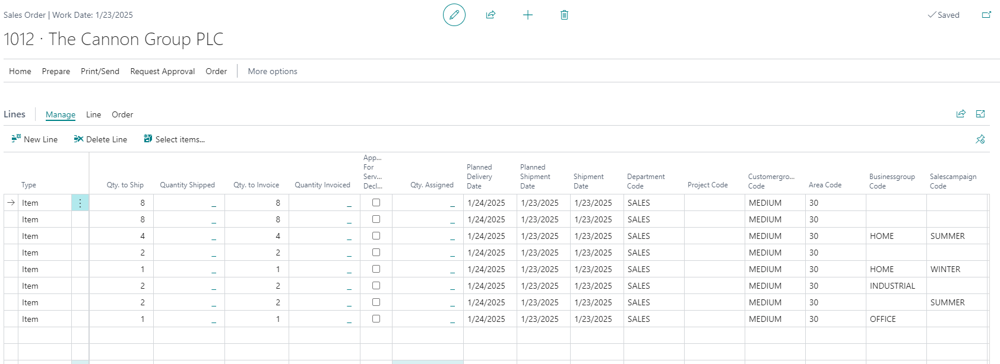 Sales Order | Work Date: 1/23/2025
Saved
1012 · The Cannon Group PLC
Home Prepare Print/Send Request Approval Order More options
Lines Manage Line Order
New Line Delete Line Select items...
Type Qty. to Ship Quantity Shipped Qty. to Invoice Quantity Invoiced App... For Serv... Decl... Qty. Assigned Planned Delivery Date Planned Shipment Date Shipment Date Department Code Project Code Customergro... Code Area Code Businessgroup Code Salescampaign Code
Item 8 _ 8 _ _ 1/24/2025 1/23/2025 1/23/2025 SALES MEDIUM 30
Item 8 _ 8 _ _ 1/24/2025 1/23/2025 1/23/2025 SALES MEDIUM 30
Item 4 _ 4 _ _ 1/24/2025 1/23/2025 1/23/2025 SALES MEDIUM 30 HOME SUMMER
Item 2 _ 2 _ _ 1/24/2025 1/23/2025 1/23/2025 SALES MEDIUM 30
Item 1 _ 1 _ _ 1/24/2025 1/23/2025 1/23/2025 SALES MEDIUM 30 HOME WINTER
Item 2 _ 2 _ _ 1/24/2025 1/23/2025 1/23/2025 SALES MEDIUM 30 INDUSTRIAL
Item 2 _ 2 _ _ 1/24/2025 1/23/2025 1/23/2025 SALES MEDIUM 30 SUMMER
Item 1 _ 1 _ _ 1/24/2025 1/23/2025 1/23/2025 SALES MEDIUM 30 OFFICE